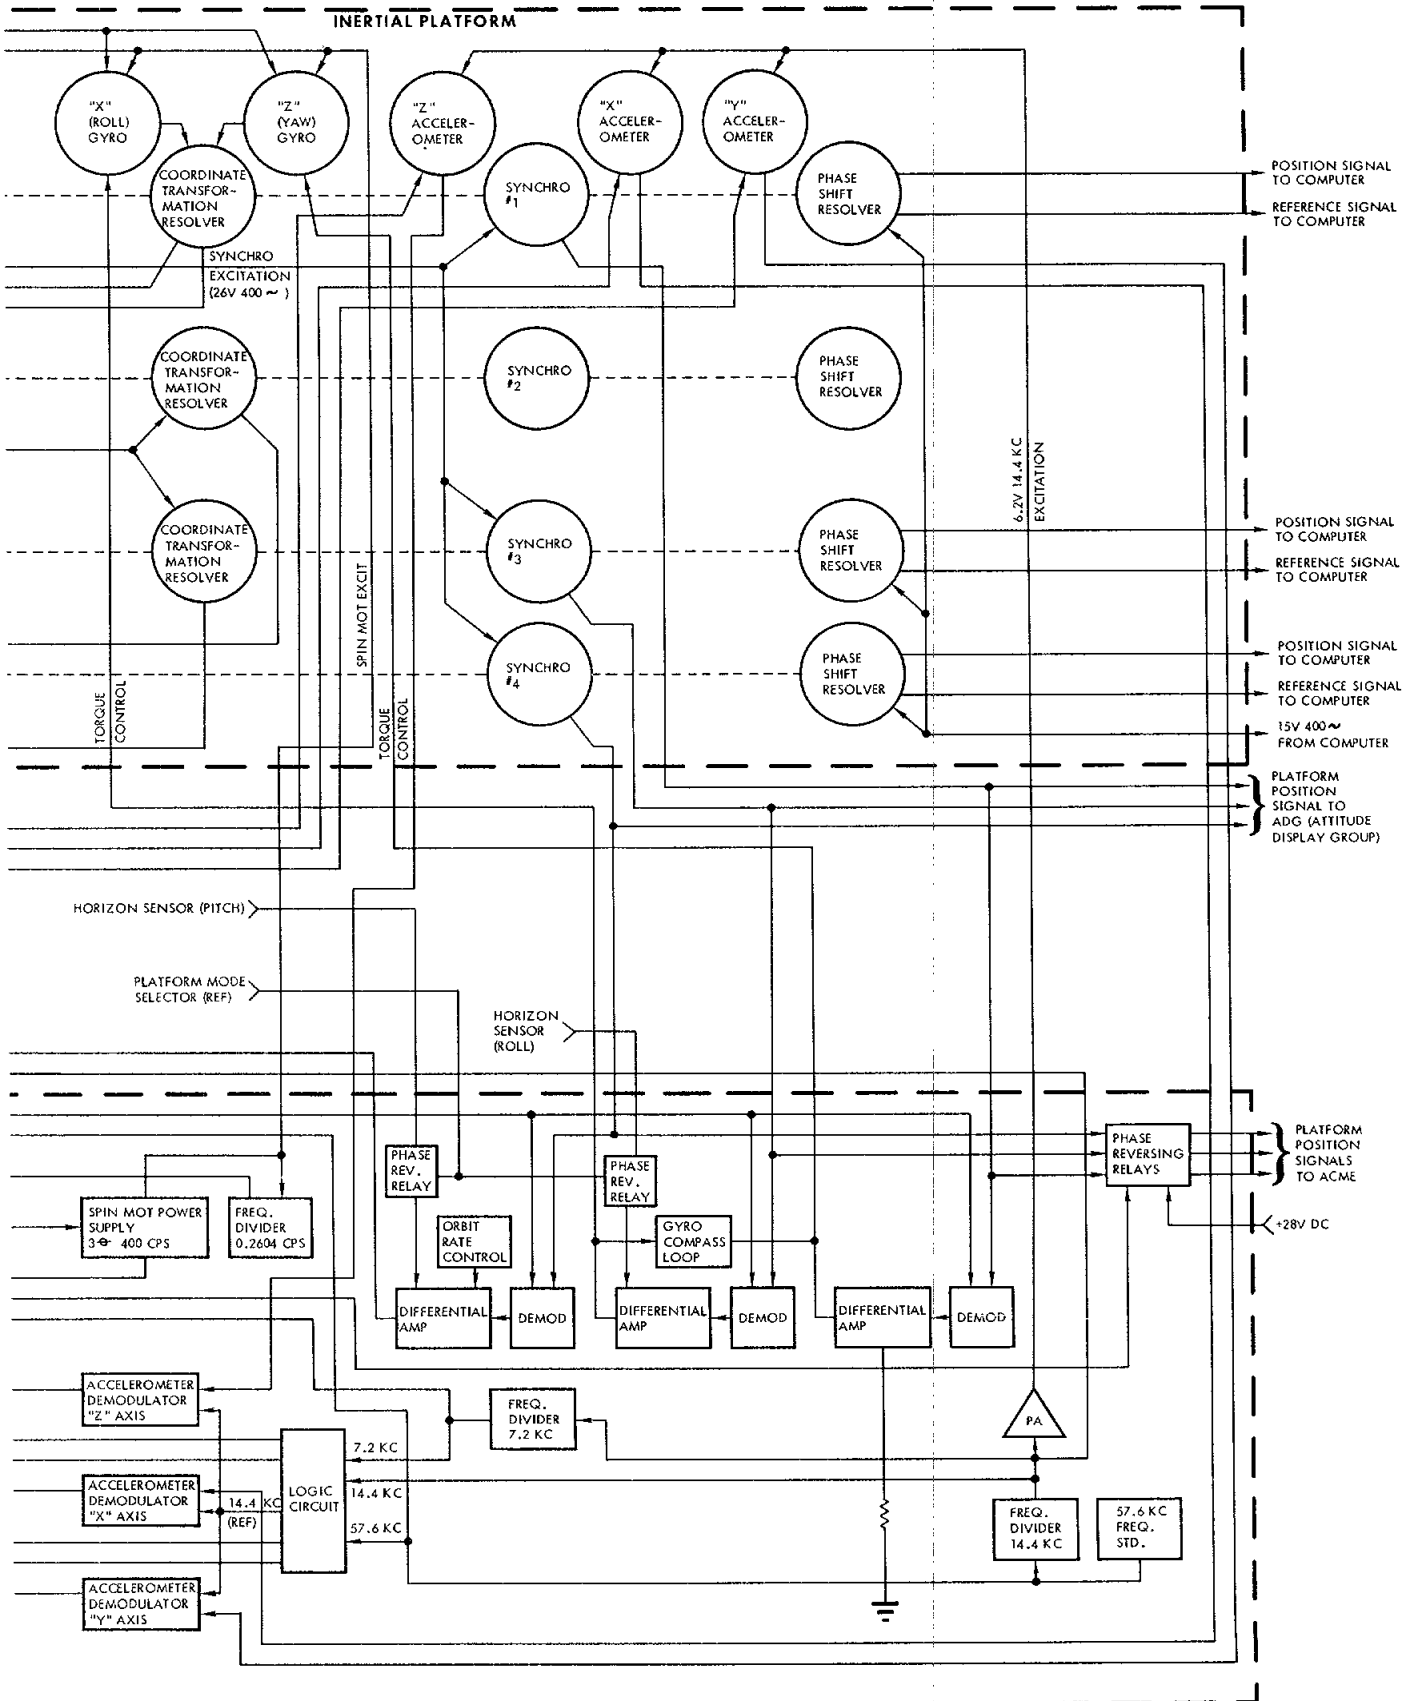 INERTIAL PLATFORM
"X"
(ROLL)
GYRO
"Z"
(YAW)
GYRO
"Z"
ACCELER-
OMETER
"X"
ACCELER-
OMETER
"Y"
ACCELER-
OMETER
COORDINATE
TRANSFOR-
MATION
RESOLVER
SYNCHRO
#1
PHASE
SHIFT
RESOLVER
POSITION SIGNAL
TO COMPUTER
REFERENCE SIGNAL
TO COMPUTER
SYNCHRO
EXCITATION
(26V 400 ~ )
COORDINATE
TRANSFOR-
MATION
RESOLVER
SYNCHRO
#2
PHASE
SHIFT
RESOLVER
6.2V 14.4 KC
EXCITATION
COORDINATE
TRANSFOR-
MATION
RESOLVER
SYNCHRO
#3
PHASE
SHIFT
RESOLVER
POSITION SIGNAL
TO COMPUTER
REFERENCE SIGNAL
TO COMPUTER
SPIN MOT EXCIT
SYNCHRO
#4
PHASE
SHIFT
RESOLVER
POSITION SIGNAL
TO COMPUTER
REFERENCE SIGNAL
TO COMPUTER
TORQUE
CONTROL
TORQUE
CONTROL
15V 400~
FROM COMPUTER
PLATFORM
POSITION
SIGNAL TO
ADG (ATTITUDE
DISPLAY GROUP)
HORIZON SENSOR (PITCH)
PLATFORM MODE
SELECTOR (REF)
HORIZON
SENSOR
(ROLL)
PHASE
REV.
RELAY
PHASE
REV.
RELAY
PHASE
REVERSING
RELAYS
PLATFORM
POSITION
SIGNALS
TO ACME
SPIN MOT POWER
SUPPLY
3 ⌀ 400 CPS
FREQ.
DIVIDER
0.2604 CPS
ORBIT
RATE
CONTROL
GYRO
COMPASS
LOOP
+28V DC
DIFFERENTIAL
AMP
DEMOD
DIFFERENTIAL
AMP
DEMOD
DIFFERENTIAL
AMP
DEMOD
ACCELEROMETER
DEMODULATOR
"Z" AXIS
FREQ.
DIVIDER
7.2 KC
PA
7.2 KC
ACCELEROMETER
DEMODULATOR
"X" AXIS
14.4 KC
(REF)
LOGIC
CIRCUIT
14.4 KC
57.6 KC
FREQ.
DIVIDER
14.4 KC
57.6 KC
FREQ.
STD.
ACCELEROMETER
DEMODULATOR
"Y" AXIS